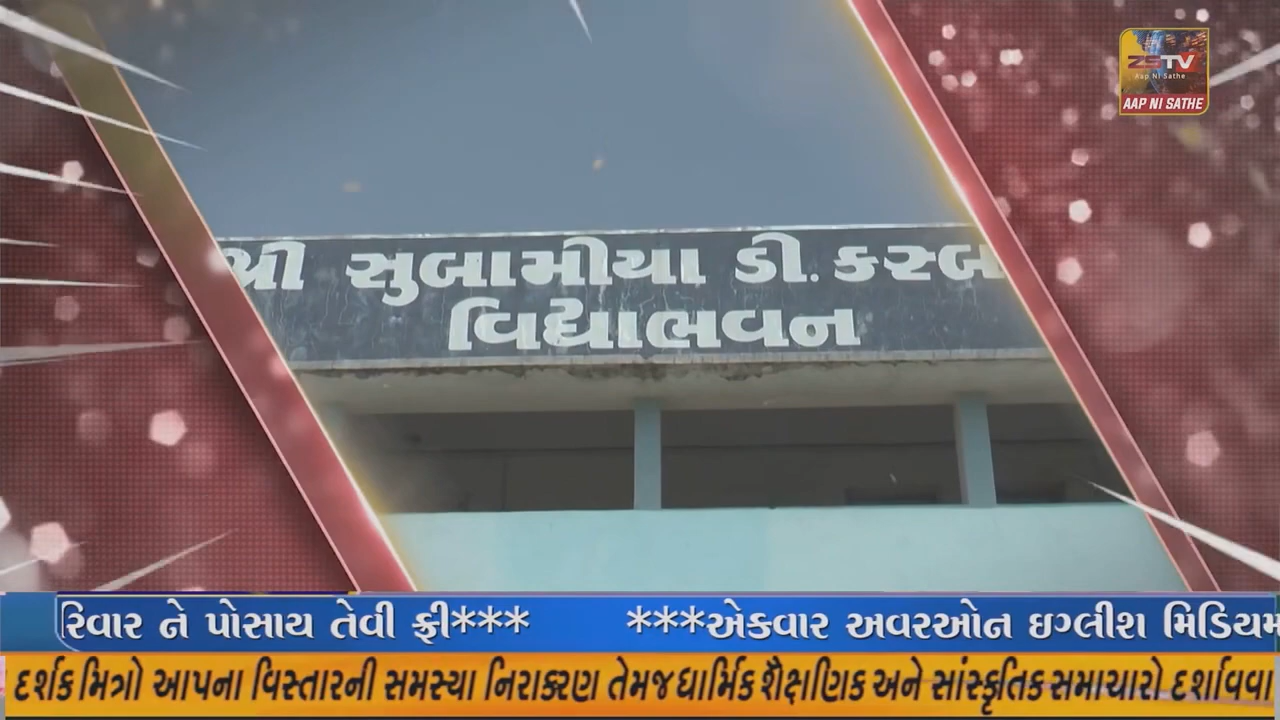 ZSTV
Aap Ni Sathe
AAP NI SATHE
શ્રી સુબામીયા ડી. કરબ
વિદ્યાભવન
રિવાર ને પોસાય તેવી ફી*** ***એકવાર અવરઓન ઇગ્લીશ મિડિયમ
દર્શક મિત્રો આપના વિસ્તારની સમસ્યા નિરાકરણ તેમજ ધાર્મિક શૈક્ષણિક અને સાંસ્કૃતિક સમાચારો દર્શાવવા